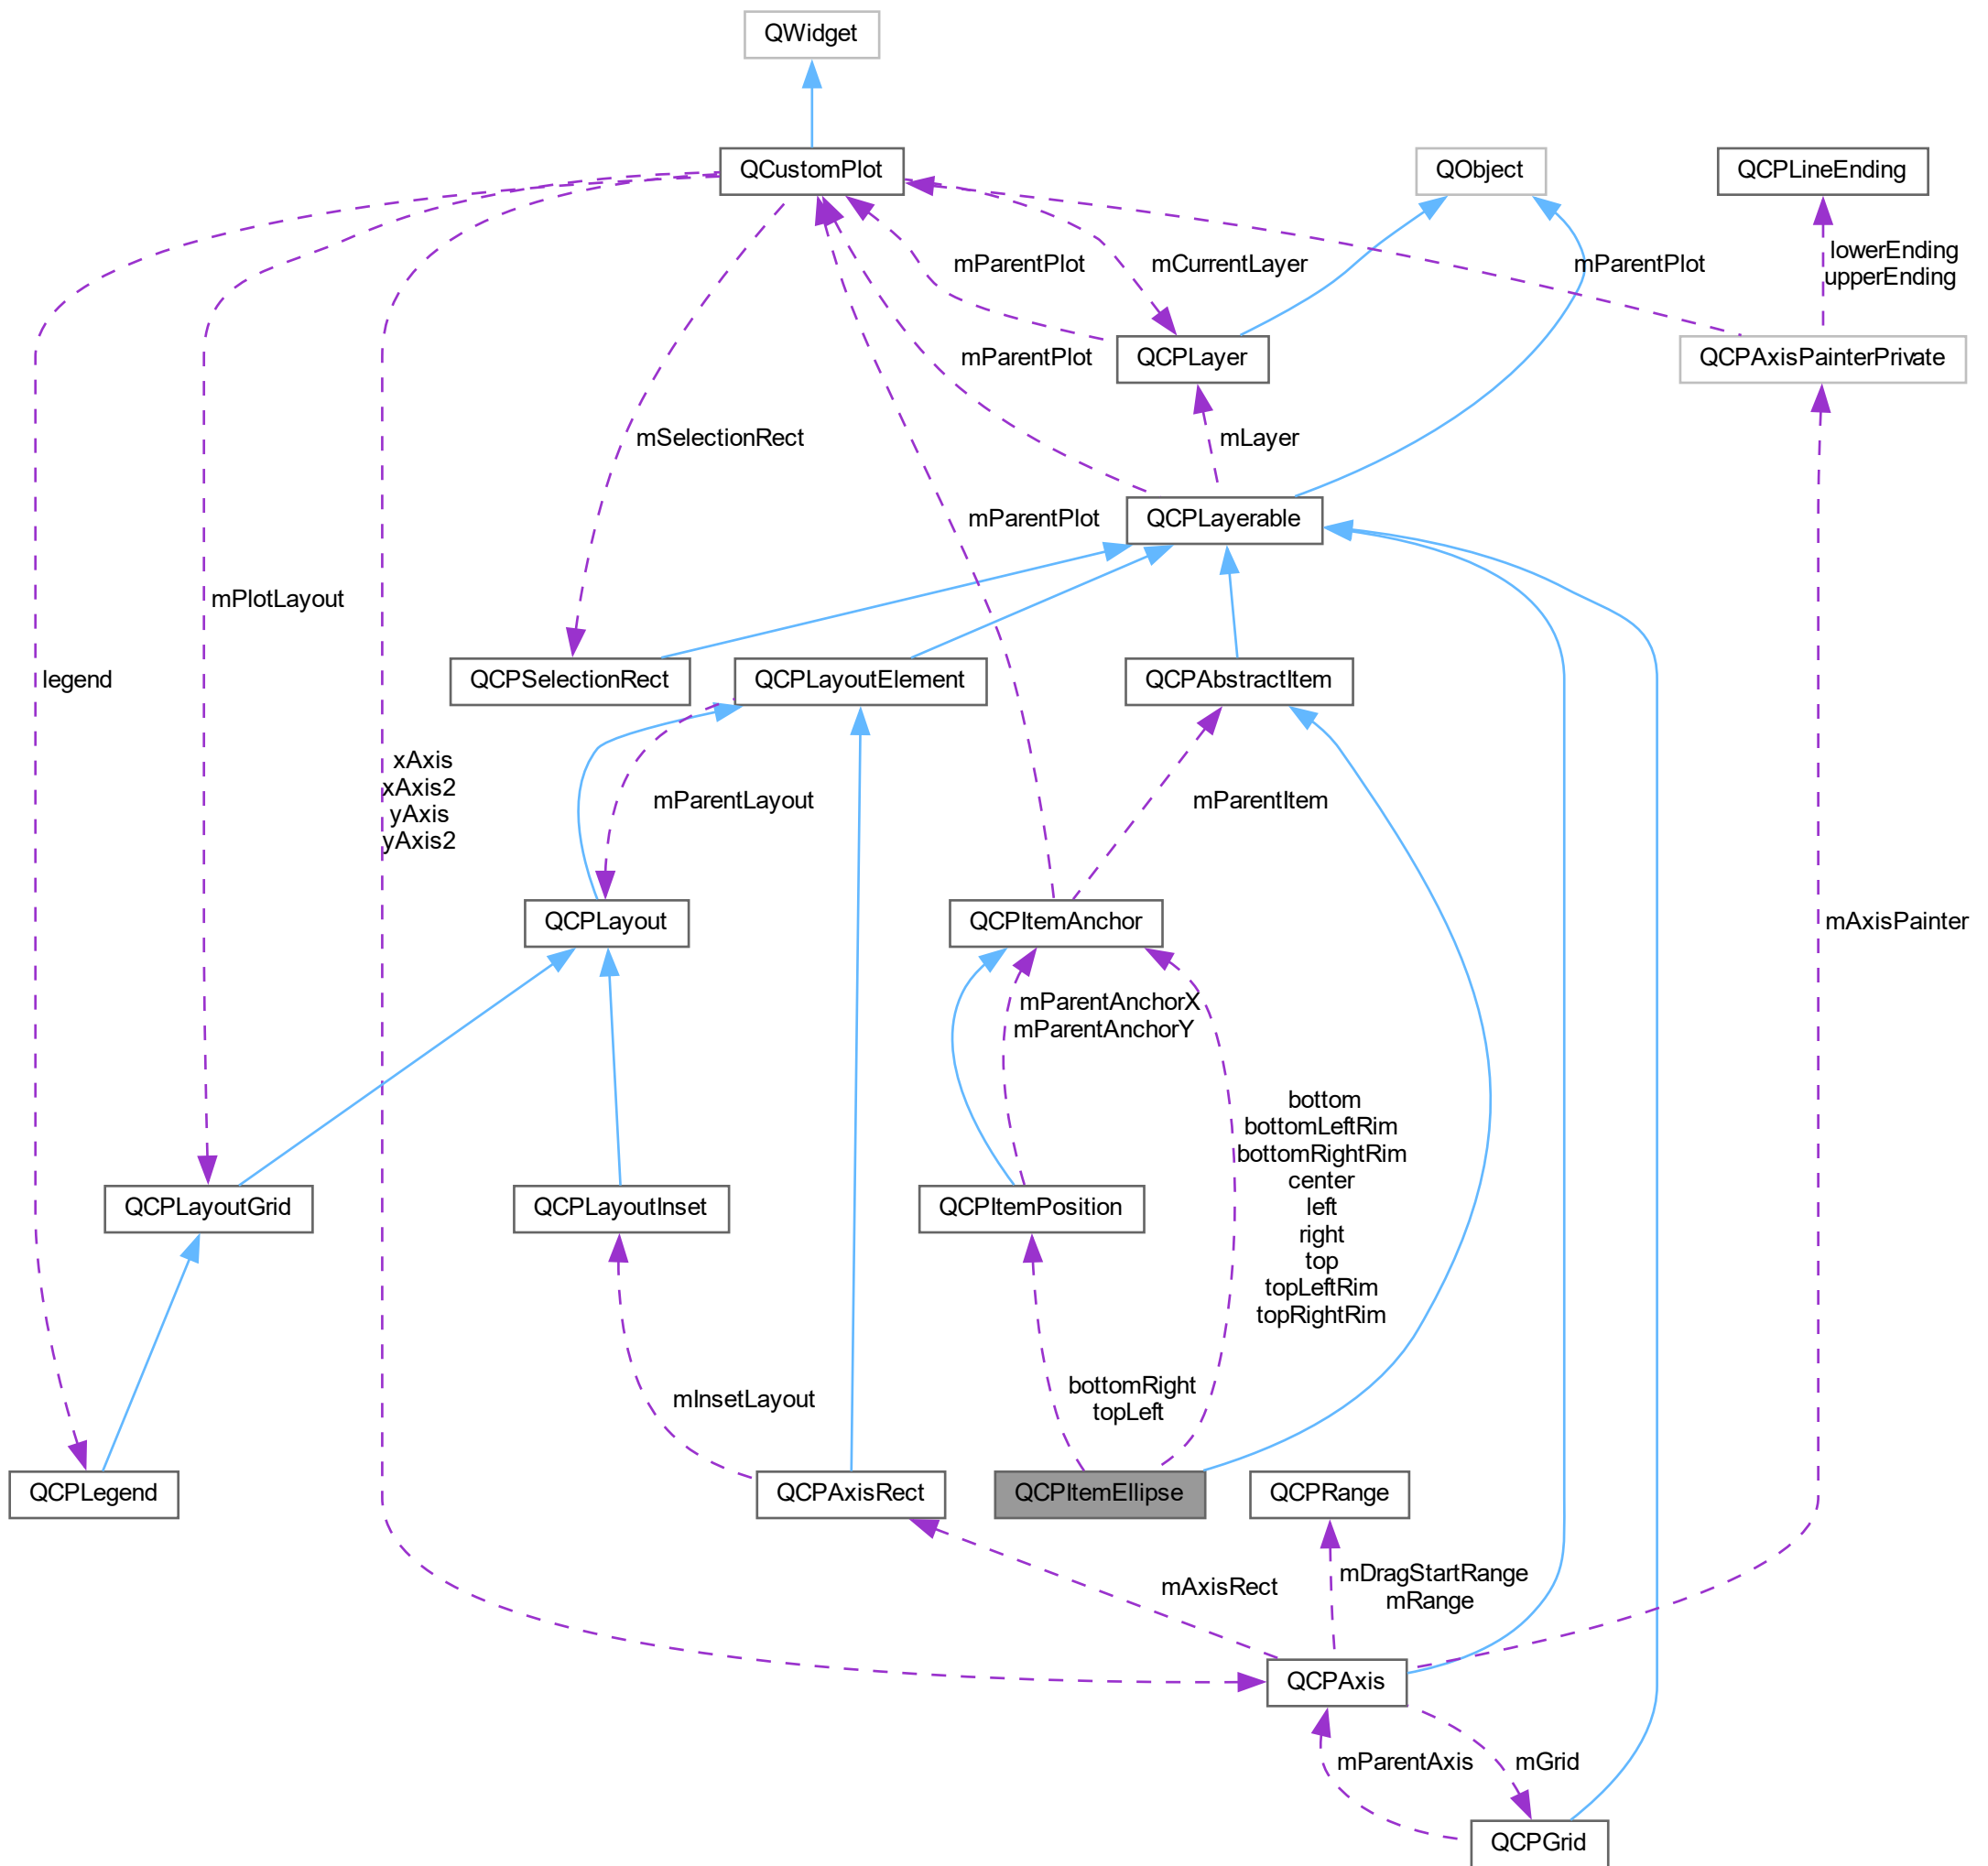 QWidget
QCustomPlot
QObject
QCPLineEnding
mParentPlot
mCurrentLayer
mParentPlot
lowerEnding
upperEnding
QCPLayer
QCPAxisPainterPrivate
mParentPlot
mSelectionRect
mLayer
mParentPlot
QCPLayerable
mPlotLayout
legend
QCPSelectionRect
QCPLayoutElement
QCPAbstractItem
xAxis
xAxis2
yAxis
yAxis2
mParentLayout
mParentItem
QCPLayout
QCPItemAnchor
mAxisPainter
mParentAnchorX
mParentAnchorY
bottom
bottomLeftRim
bottomRightRim
center
left
right
top
topLeftRim
topRightRim
QCPLayoutGrid
QCPLayoutInset
QCPItemPosition
mInsetLayout
bottomRight
topLeft
QCPLegend
QCPAxisRect
QCPItemEllipse
QCPRange
mAxisRect
mDragStartRange
mRange
QCPAxis
mParentAxis
mGrid
QCPGrid